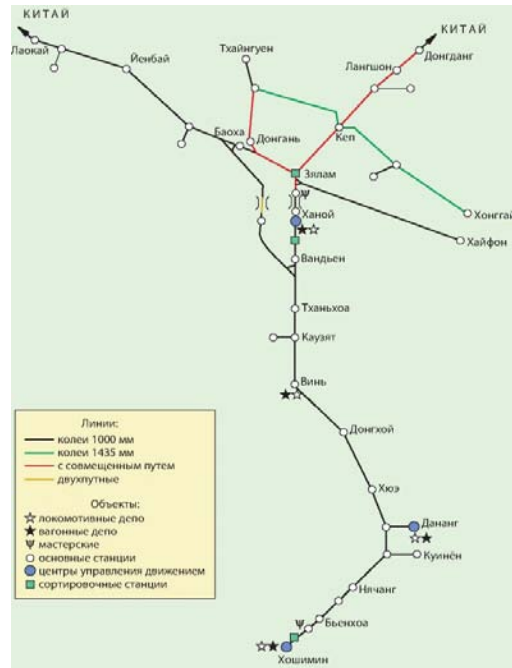 КИТАЙ
КИТАЙ
Лаокай
Йенбай
Тхайнгуен
Лангшон
Донгданг
Баоха
Донгань
Кеп
Зялам
Ханой
Хонггай
Хайфон
Вандьен
Тханьхоа
Каузят
Винь
Донгхой
Хюэ
Дананг
Куинён
Нячанг
Бьенхоа
Хошимин
Линии:
колеи 1000 мм
колеи 1435 мм
с совмещенным путем
двухпутные
Объекты:
локомотивные депо
вагонные депо
мастерские
основные станции
центры управления движением
сортировочные станции